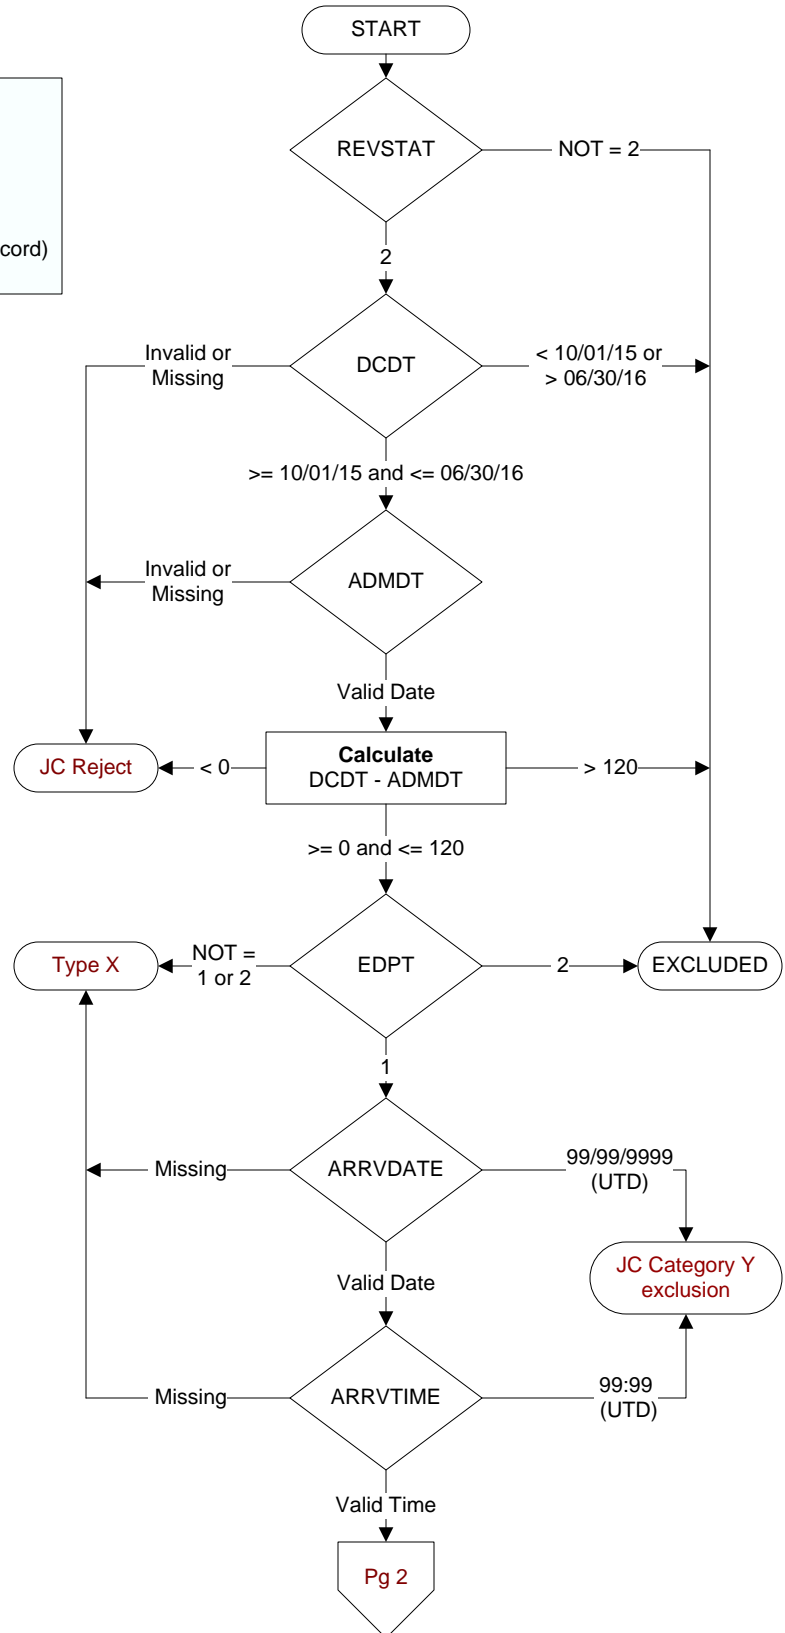 START
REVSTAT
NOT = 2
cord)
2
Invalid or
Missing
DCDT
< 10/01/15 or
> 06/30/16
>= 10/01/15 and <= 06/30/16
Invalid or
Missing
ADMDT
Valid Date
JC Reject
< 0
Calculate
DCDT - ADMDT
> 120
>= 0 and <= 120
Type X
NOT =
1 or 2
EDPT
2
EXCLUDED
1
Missing
ARRVDATE
99/99/9999
(UTD)
Valid Date
JC Category Y
exclusion
Missing
ARRVTIME
99:99
(UTD)
Valid Time
Pg 2